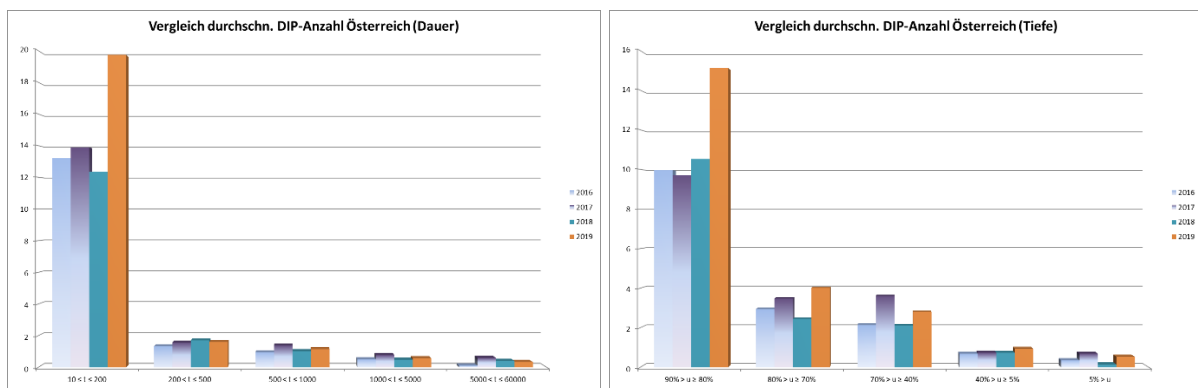 Vergleich durchschn. DIP-Anzahl Österreich (Dauer)
20
18
16
14
12
10
8
6
4
2
0
10 < t < 200
200 < t < 500
500 < t < 1000
1000 < t < 5000
5000 < t < 60000
2016
2017
2018
2019
Vergleich durchschn. DIP-Anzahl Österreich (Tiefe)
16
14
12
10
8
6
4
2
0
90% > u ≥ 80%
80% > u ≥ 70%
70% > u ≥ 40%
40% > u ≥ 5%
5% > u
2016
2017
2018
2019